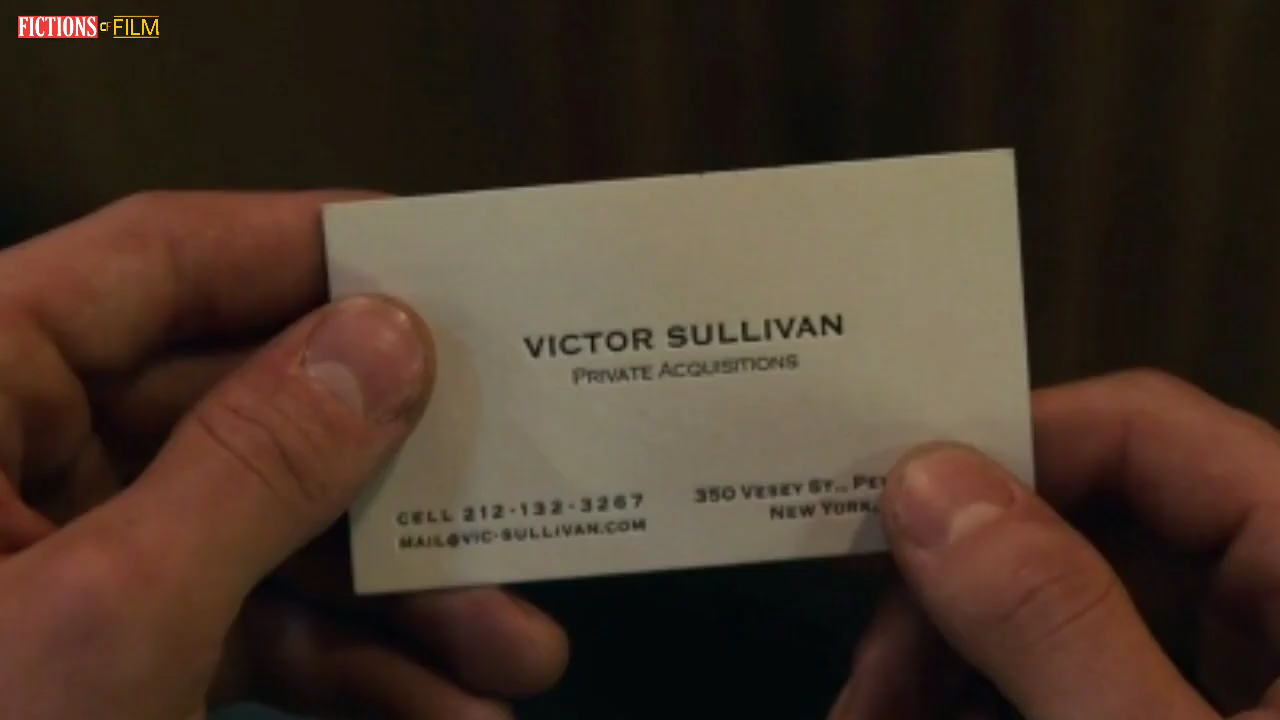 FICTIONS OF FILM
VICTOR SULLIVAN
PRIVATE ACQUISITIONS
CELL 212-132-3267
MAIL@VIC-SULLIVAN.COM
350 VESEY ST.,
NEW YORK,